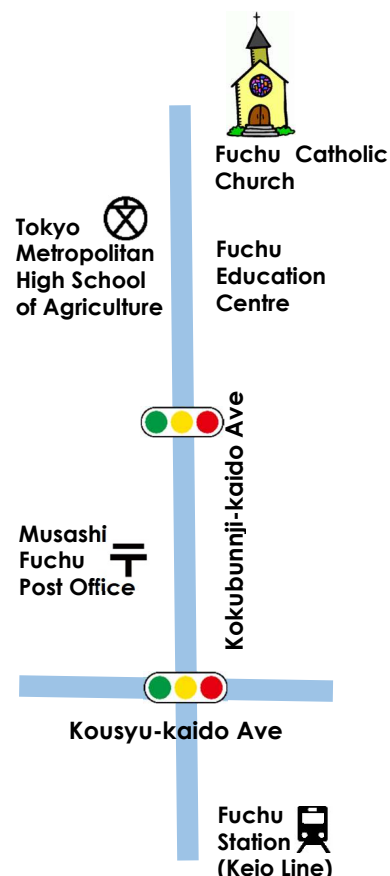 Fuchu Catholic
Church
Tokyo
Metropolitan
High School
of Agriculture
Fuchu
Education
Centre
Kokubunnji-kaido Ave
Musashi
Fuchu
Post Office
Kousyu-kaido Ave
Fuchu
Station
(Keio Line)